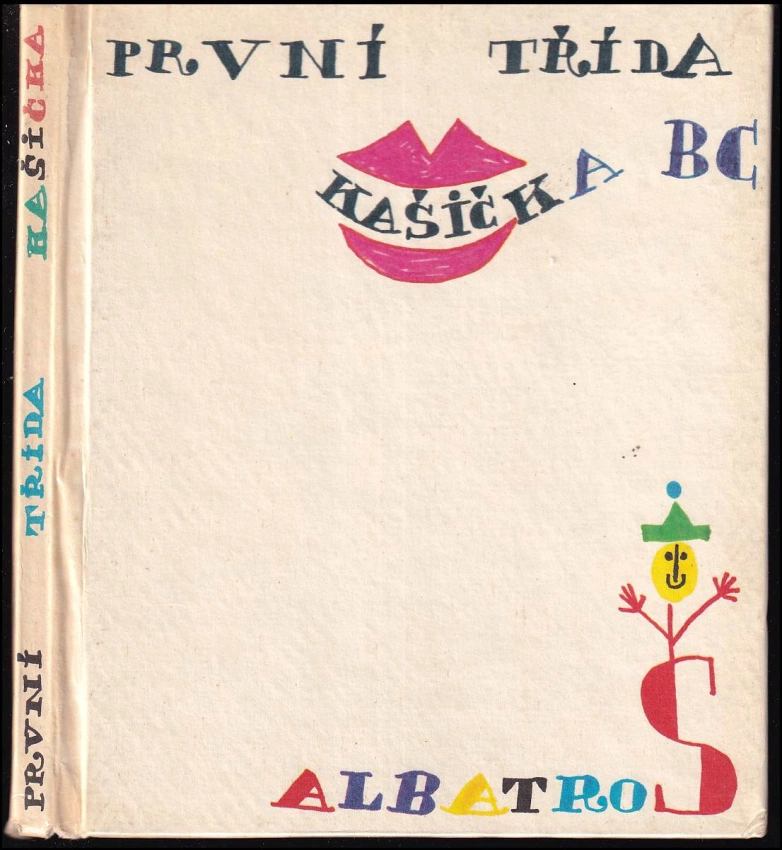 PRVNÍ TŘÍDA
KAŠIČKA BC
ALBATROS
PRVNÍ TŘÍDA KAŠIČKA